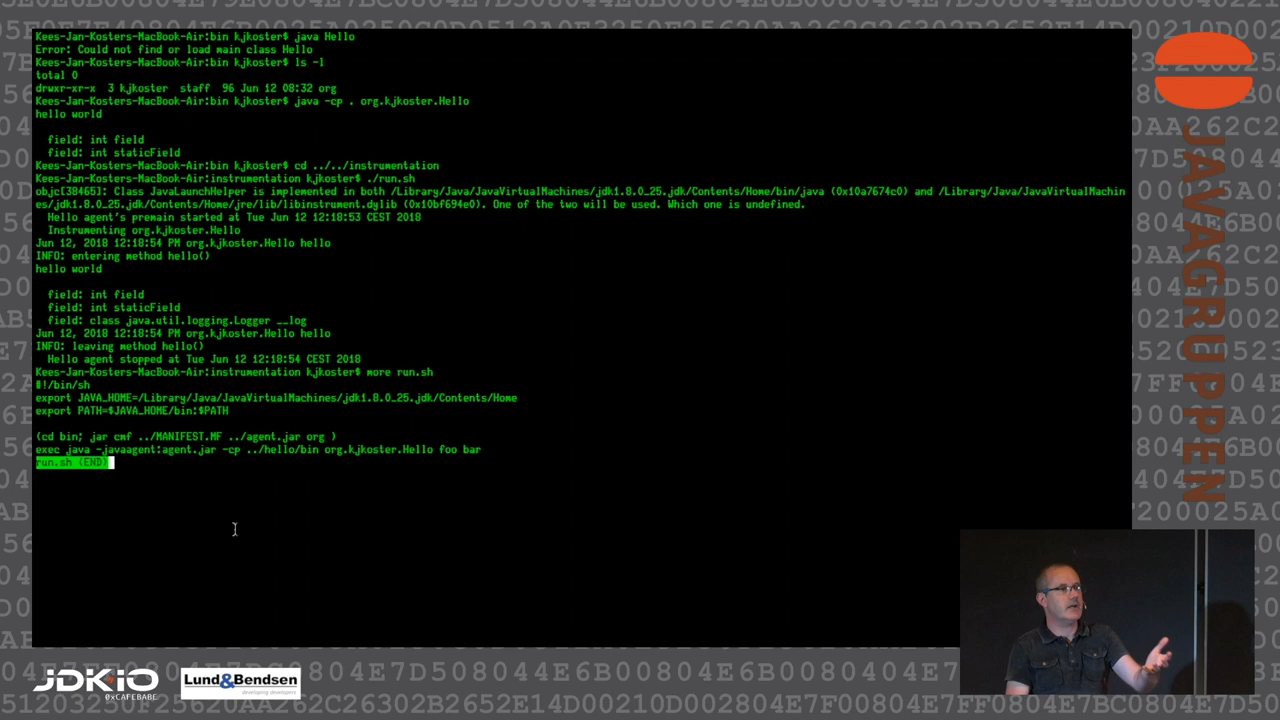 Kees-Jan-Kosters-MacBook-Air:bin kjkoster$ java Hello
Error: Could not find or load main class Hello
Kees-Jan-Kosters-MacBook-Air:bin kjkoster$ ls -l
total 0
drwxr-xr-x  3 kjkoster  staff  96 Jun 12 08:32 org
Kees-Jan-Kosters-MacBook-Air:bin kjkoster$ java -cp . org.kjkoster.Hello
hello world
field: int field
field: int staticField
Kees-Jan-Kosters-MacBook-Air:bin kjkoster$ cd ../../instrumentation
Kees-Jan-Kosters-MacBook-Air:instrumentation kjkoster$ ./run.sh
objc[38465]: Class JavaLaunchHelper is implemented in both /Library/Java/JavaVirtualMachines/jdk1.8.0_25.jdk/Contents/Home/bin/java (0x10a7674c0) and /Library/Java/JavaVirtualMachin
es/jdk1.8.0_25.jdk/Contents/Home/jre/lib/libinstrument.dylib (0x10bf694e0). One of the two will be used. Which one is undefined.
Hello agent's premain started at Tue Jun 12 12:18:53 CEST 2018
Instrumenting org.kjkoster.Hello
Jun 12, 2018 12:18:54 PM org.kjkoster.Hello hello
INFO: entering method hello()
hello world
field: int field
field: int staticField
field: class java.util.logging.Logger __log
Jun 12, 2018 12:18:54 PM org.kjkoster.Hello hello
INFO: leaving method hello()
Hello agent stopped at Tue Jun 12 12:18:54 CEST 2018
Kees-Jan-Kosters-MacBook-Air:instrumentation kjkoster$ more run.sh
#!/bin/sh
export JAVA_HOME=/Library/Java/JavaVirtualMachines/jdk1.8.0_25.jdk/Contents/Home
export PATH=$JAVA_HOME/bin:$PATH
(cd bin; jar cmf ../MANIFEST.MF ../agent.jar org )
exec java -javaagent:agent.jar -cp ../hello/bin org.kjkoster.Hello foo bar
run.sh (END)
JAVAGRUPPEN
JDK.IO
0xCAFEBABE
Lund&Bendsen
developing developers